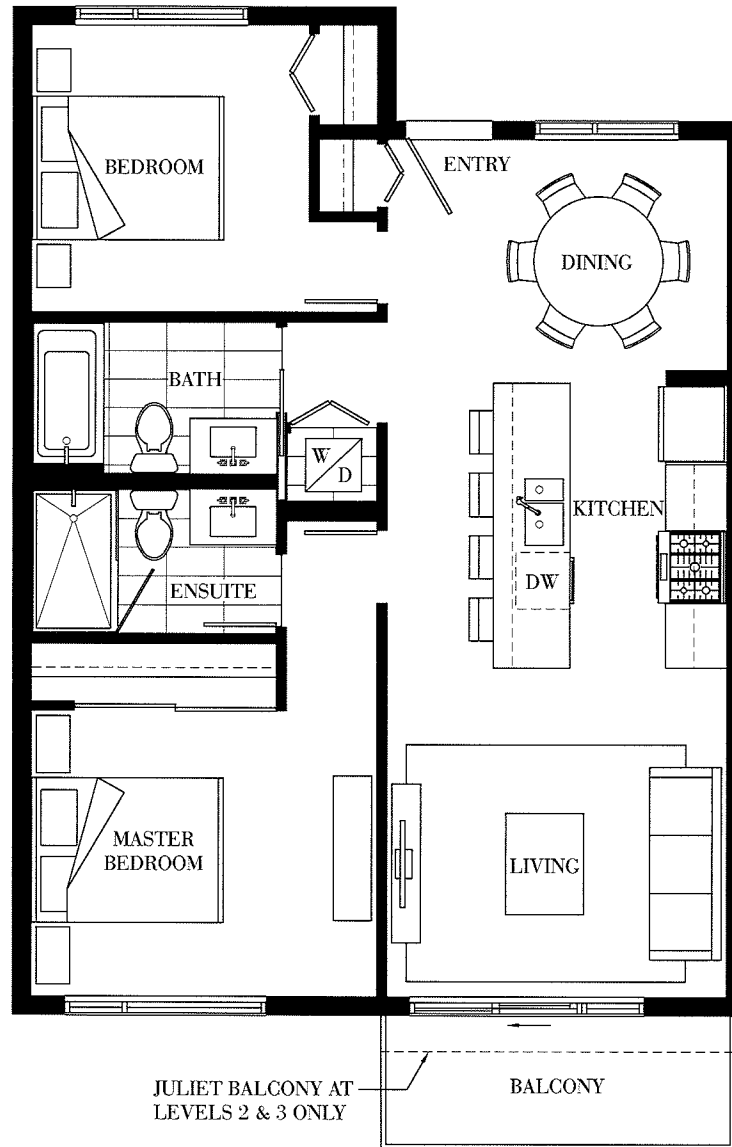 BEDROOM
ENTRY
DINING
BATH
W
D
KITCHEN
DW
ENSUITE
MASTER
BEDROOM
LIVING
JULIET BALCONY AT
LEVELS 2 & 3 ONLY
BALCONY